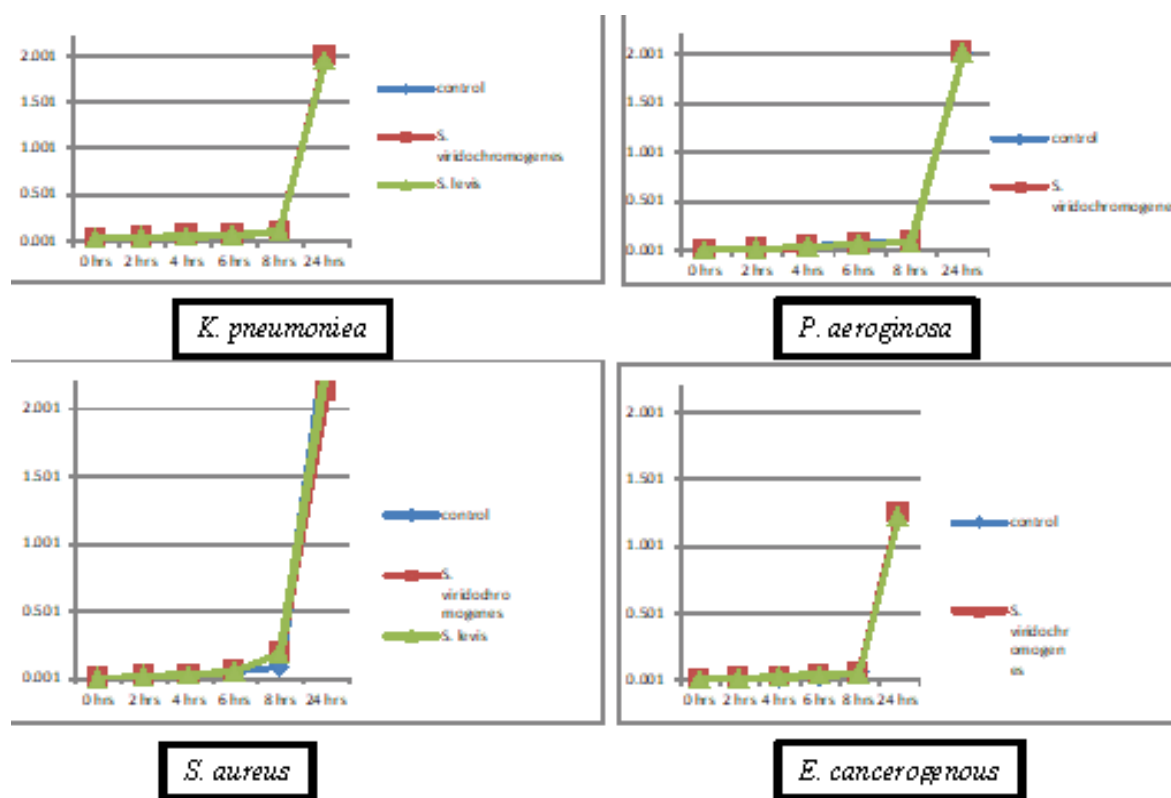 2.001
1.501
1.001
0.501
0.001
0 hrs 2 hrs 4 hrs 6 hrs 8 hrs 24 hrs
control
S.
viridochromogenes
S. levis
K. pneumoniea
2.001
1.501
1.001
0.501
0.001
0 hrs 2 hrs 4 hrs 6 hrs 8 hrs 24 hrs
control
S.
viridochromogene
P. aeroginosa
2.001
1.501
1.001
0.501
0.001
0 hrs 2 hrs 4 hrs 6 hrs 8 hrs 24 hrs
control
S.
viridochro
mogenes
S. levis
S. aureus
2.001
1.501
1.001
0.501
0.001
0 hrs 2 hrs 4 hrs 6 hrs 8 hrs 24 hrs
control
S.
viridochr
omogen
es
E. cancerogenous